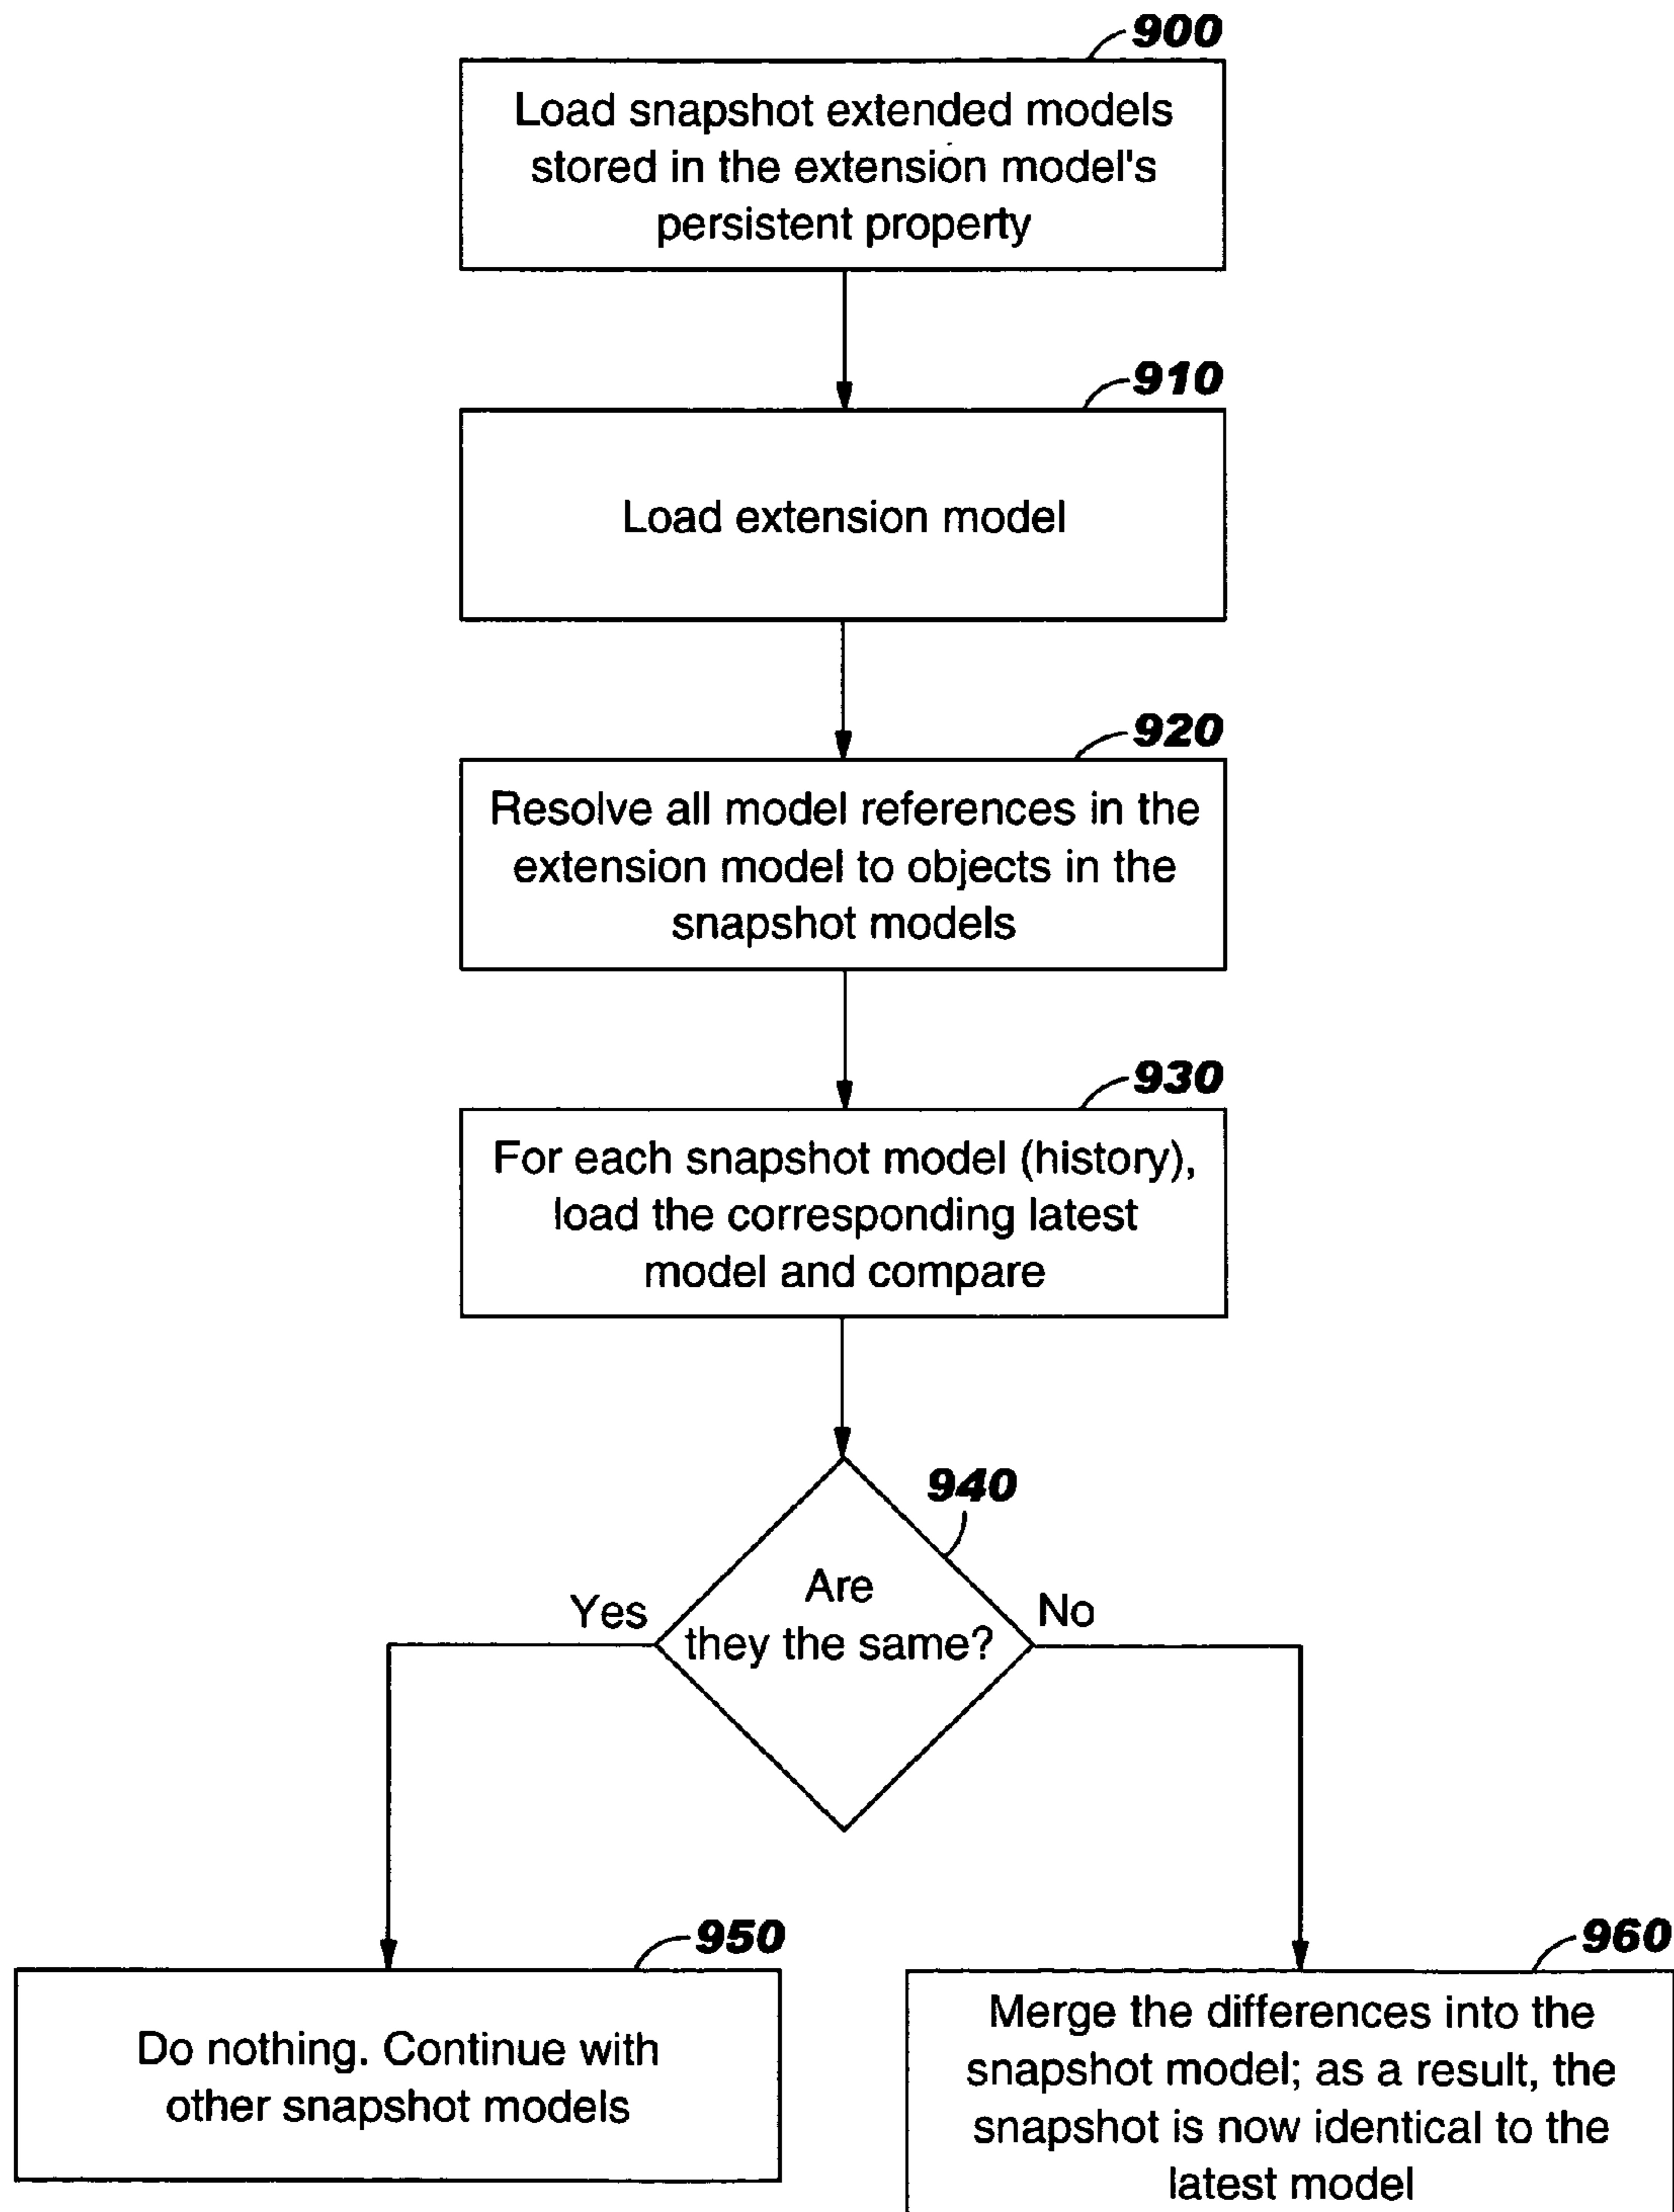 900
Load snapshot extended models
stored in the extension model's
persistent property
910
Load extension model
920
Resolve all model references in the
extension model to objects in the
snapshot models
930
For each snapshot model (history),
load the corresponding latest
model and compare
940
Are
they the same?
Yes
No
950
Do nothing. Continue with
other snapshot models
960
Merge the differences into the
snapshot model; as a result, the
snapshot is now identical to the
latest model